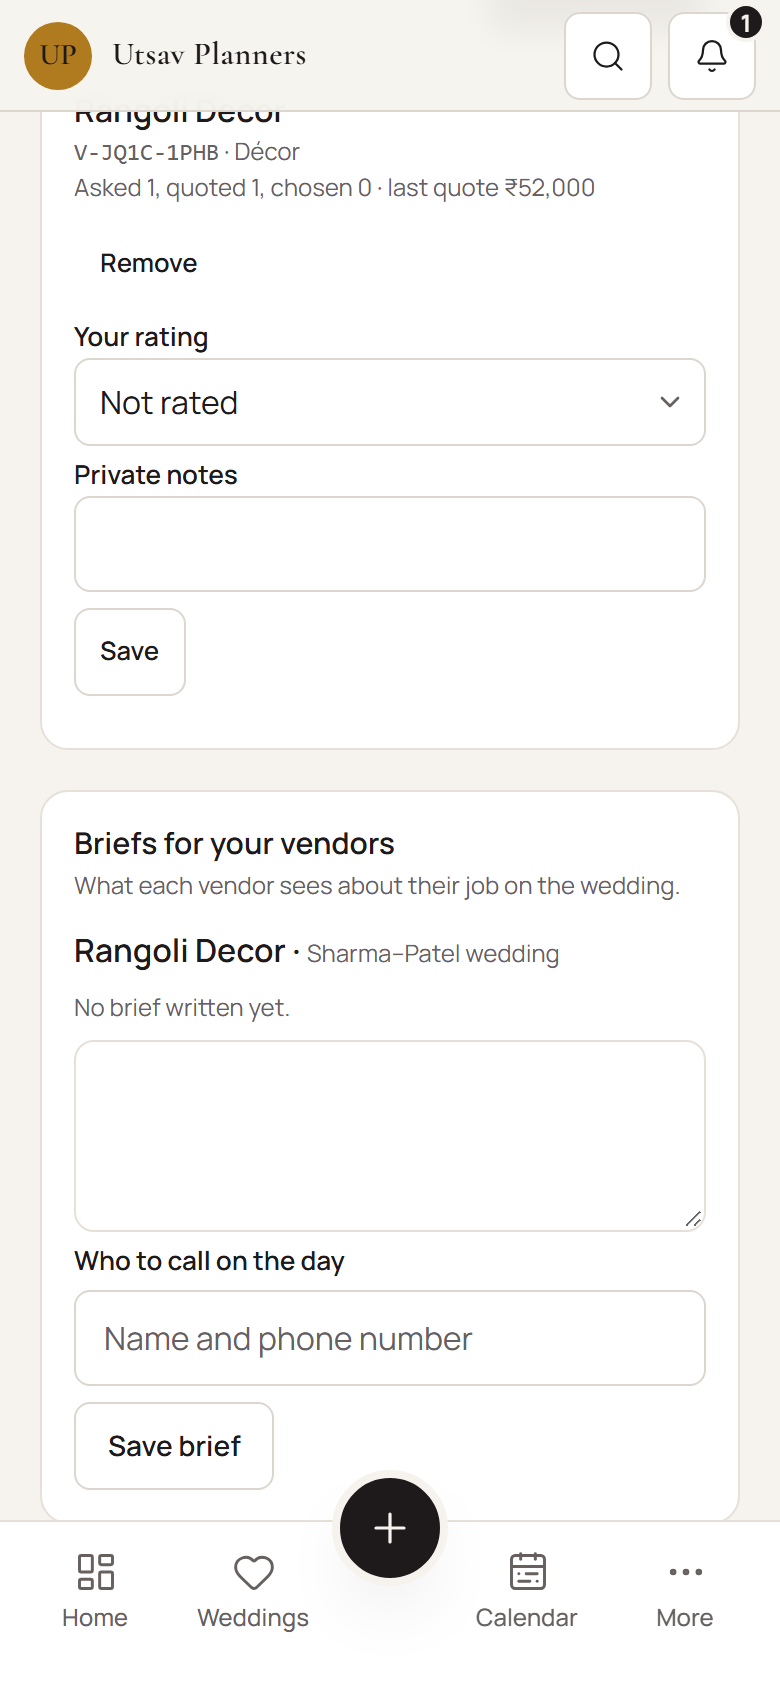 UP
Utsav Planners
1
Rangoli Decor
V-JQ1C-1PHB · Décor
Asked 1, quoted 1, chosen 0 · last quote ₹52,000
Remove
Your rating
Not rated
Private notes
Save
Briefs for your vendors
What each vendor sees about their job on the wedding.
Rangoli Decor · Sharma–Patel wedding
No brief written yet.
Who to call on the day
Name and phone number
Save brief
Home
Weddings
Calendar
More